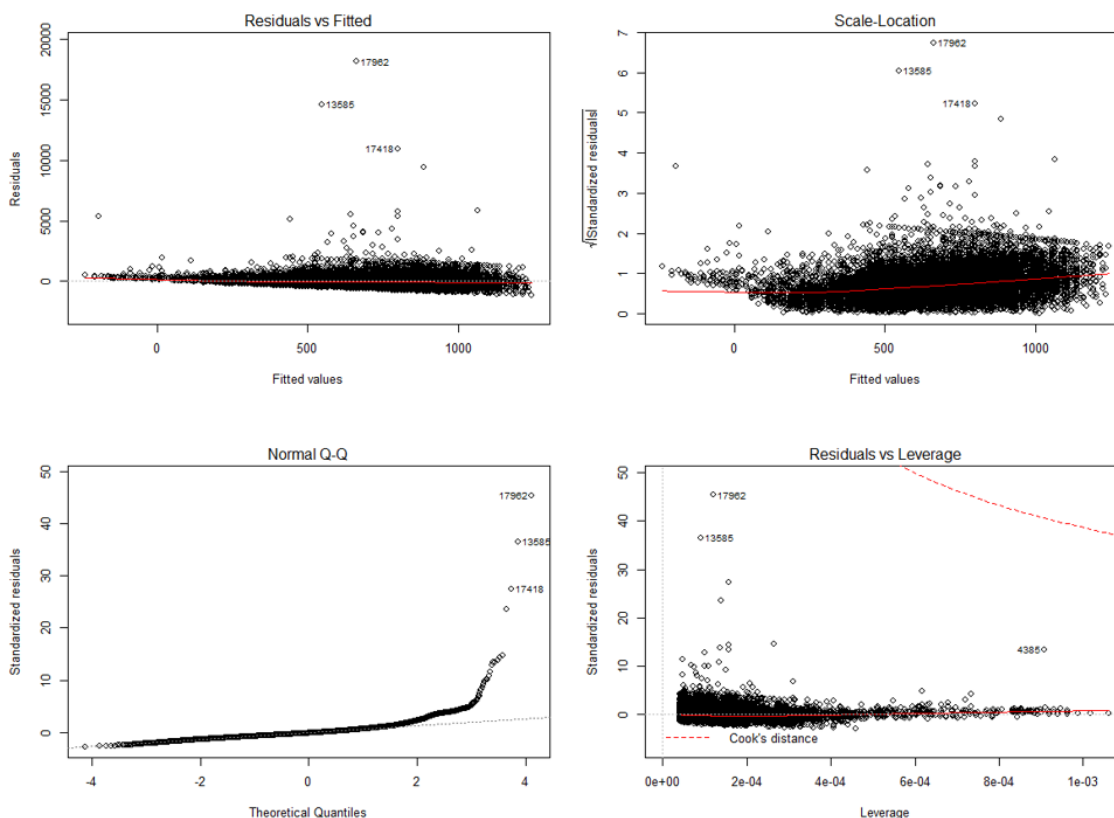 Residuals vs Fitted
Residuals
20000
15000
10000
5000
0
17962
13585
17418
0
500
1000
Fitted values
Scale-Location
√|Standardized residuals|
7
6
5
4
3
2
1
0
17962
13585
17418
0
500
1000
Fitted values
Normal Q-Q
Standardized residuals
50
40
30
20
10
0
17962
13585
17418
-4
-2
0
2
4
Theoretical Quantiles
Residuals vs Leverage
Standardized residuals
50
40
30
20
10
0
17962
13585
4385
Cook's distance
0e+00
2e-04
4e-04
6e-04
8e-04
1e-03
Leverage